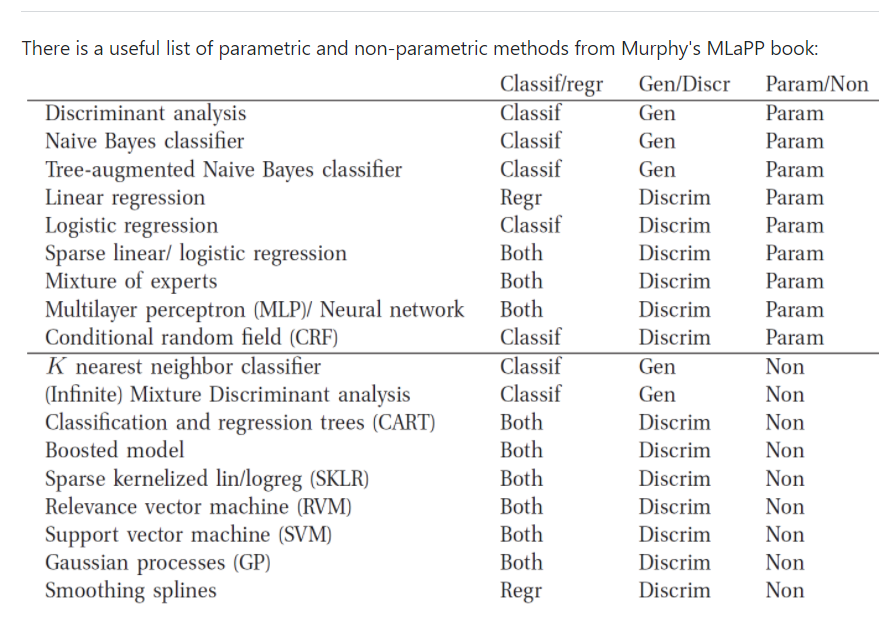 There is a useful list of parametric and non-parametric methods from Murphy's MLaPP book:
Classif/regr Gen/Discr Param/Non
Discriminant analysis Classif Gen Param
Naive Bayes classifier Classif Gen Param
Tree-augmented Naive Bayes classifier Classif Gen Param
Linear regression Regr Discrim Param
Logistic regression Classif Discrim Param
Sparse linear/ logistic regression Both Discrim Param
Mixture of experts Both Discrim Param
Multilayer perceptron (MLP)/ Neural network Both Discrim Param
Conditional random field (CRF) Classif Discrim Param
K nearest neighbor classifier Classif Gen Non
(Infinite) Mixture Discriminant analysis Classif Gen Non
Classification and regression trees (CART) Both Discrim Non
Boosted model Both Discrim Non
Sparse kernelized lin/logreg (SKLR) Both Discrim Non
Relevance vector machine (RVM) Both Discrim Non
Support vector machine (SVM) Both Discrim Non
Gaussian processes (GP) Both Discrim Non
Smoothing splines Regr Discrim Non